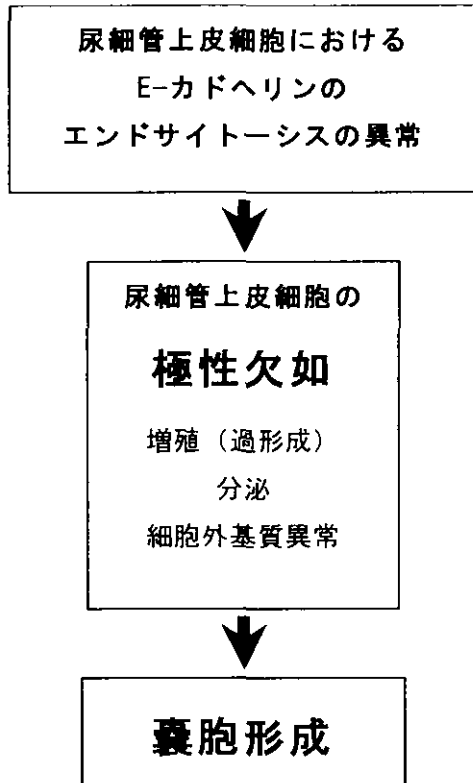 尿細管上皮細胞における
E-カドヘリンの
エンドサイトーシスの異常
尿細管上皮細胞の
極性欠如
増殖（過形成）
分泌
細胞外基質異常
嚢胞形成